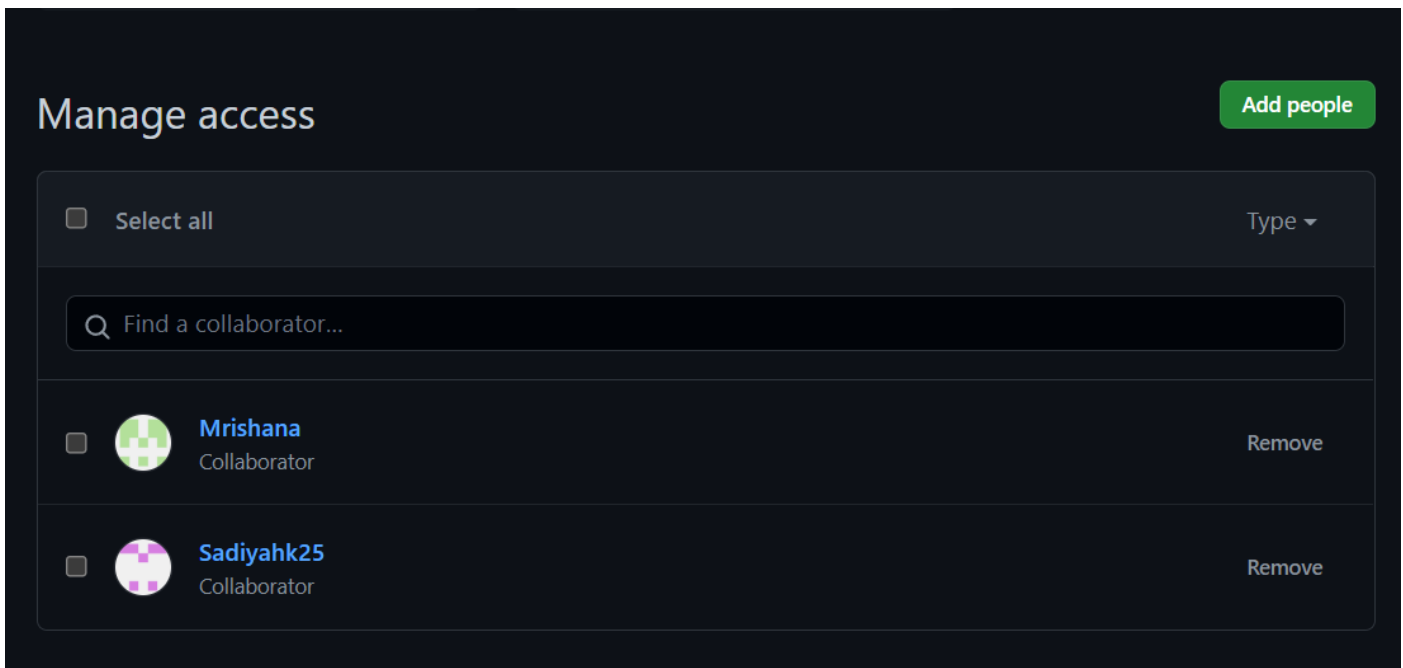 Manage access
Add people
Select all
Type
Find a collaborator...
Mrishana
Collaborator
Remove
Sadiyahk25
Collaborator
Remove